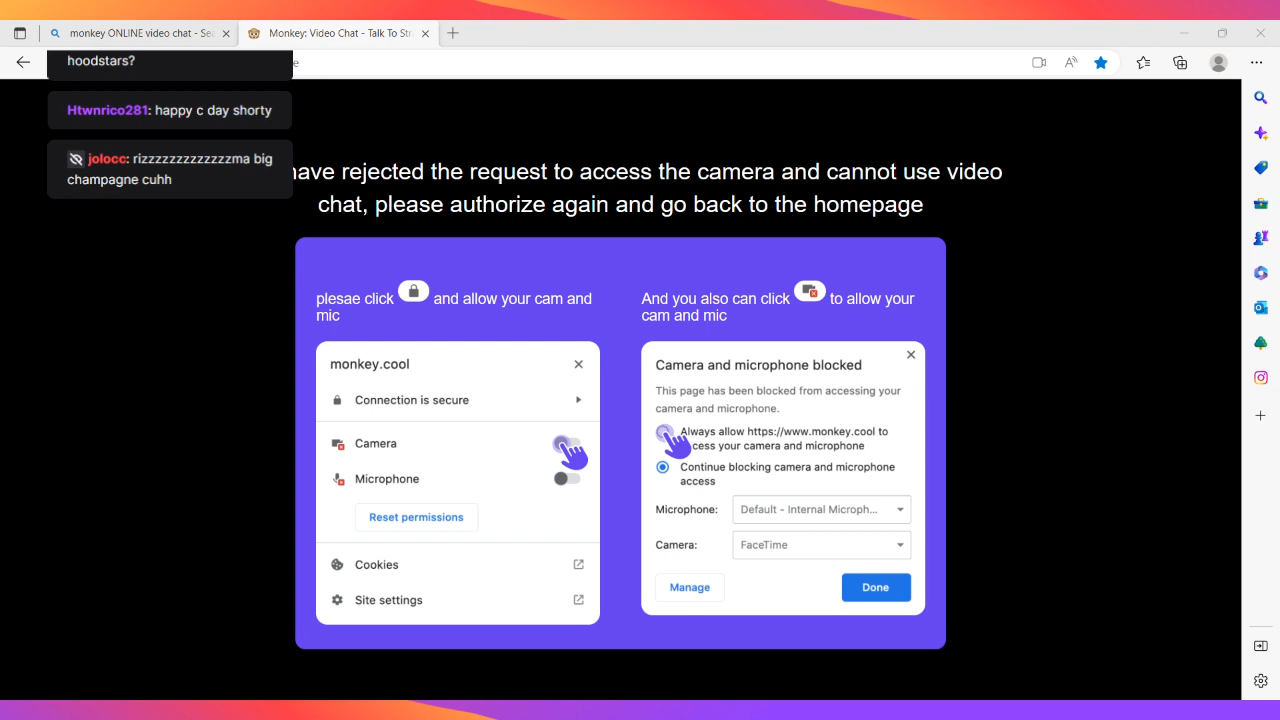 monkey ONLINE video chat - Se
Monkey: Video Chat - Talk To Str
hoodstars?
e
Htwnrico281: happy c day shorty
jolocc: rizzzzzzzzzzzzzma big
champagne cuhh
have rejected the request to access the camera and cannot use video
chat, please authorize again and go back to the homepage
plesae click and allow your cam and
mic
monkey.cool
Connection is secure
Camera
Microphone
Reset permissions
Cookies
Site settings
And you also can click to allow your
cam and mic
Camera and microphone blocked
This page has been blocked from accessing your
camera and microphone.
Always allow https://www.monkey.cool to
cess your camera and microphone
Continue blocking camera and microphone
access
Microphone: Default - Internal Microph...
Camera: FaceTime
Manage Done